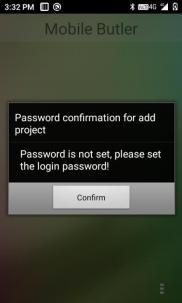 3:32 PM 4G
Mobile Butler
Password confirmation for add
project
Password is not set, please set
the login password!
Confirm